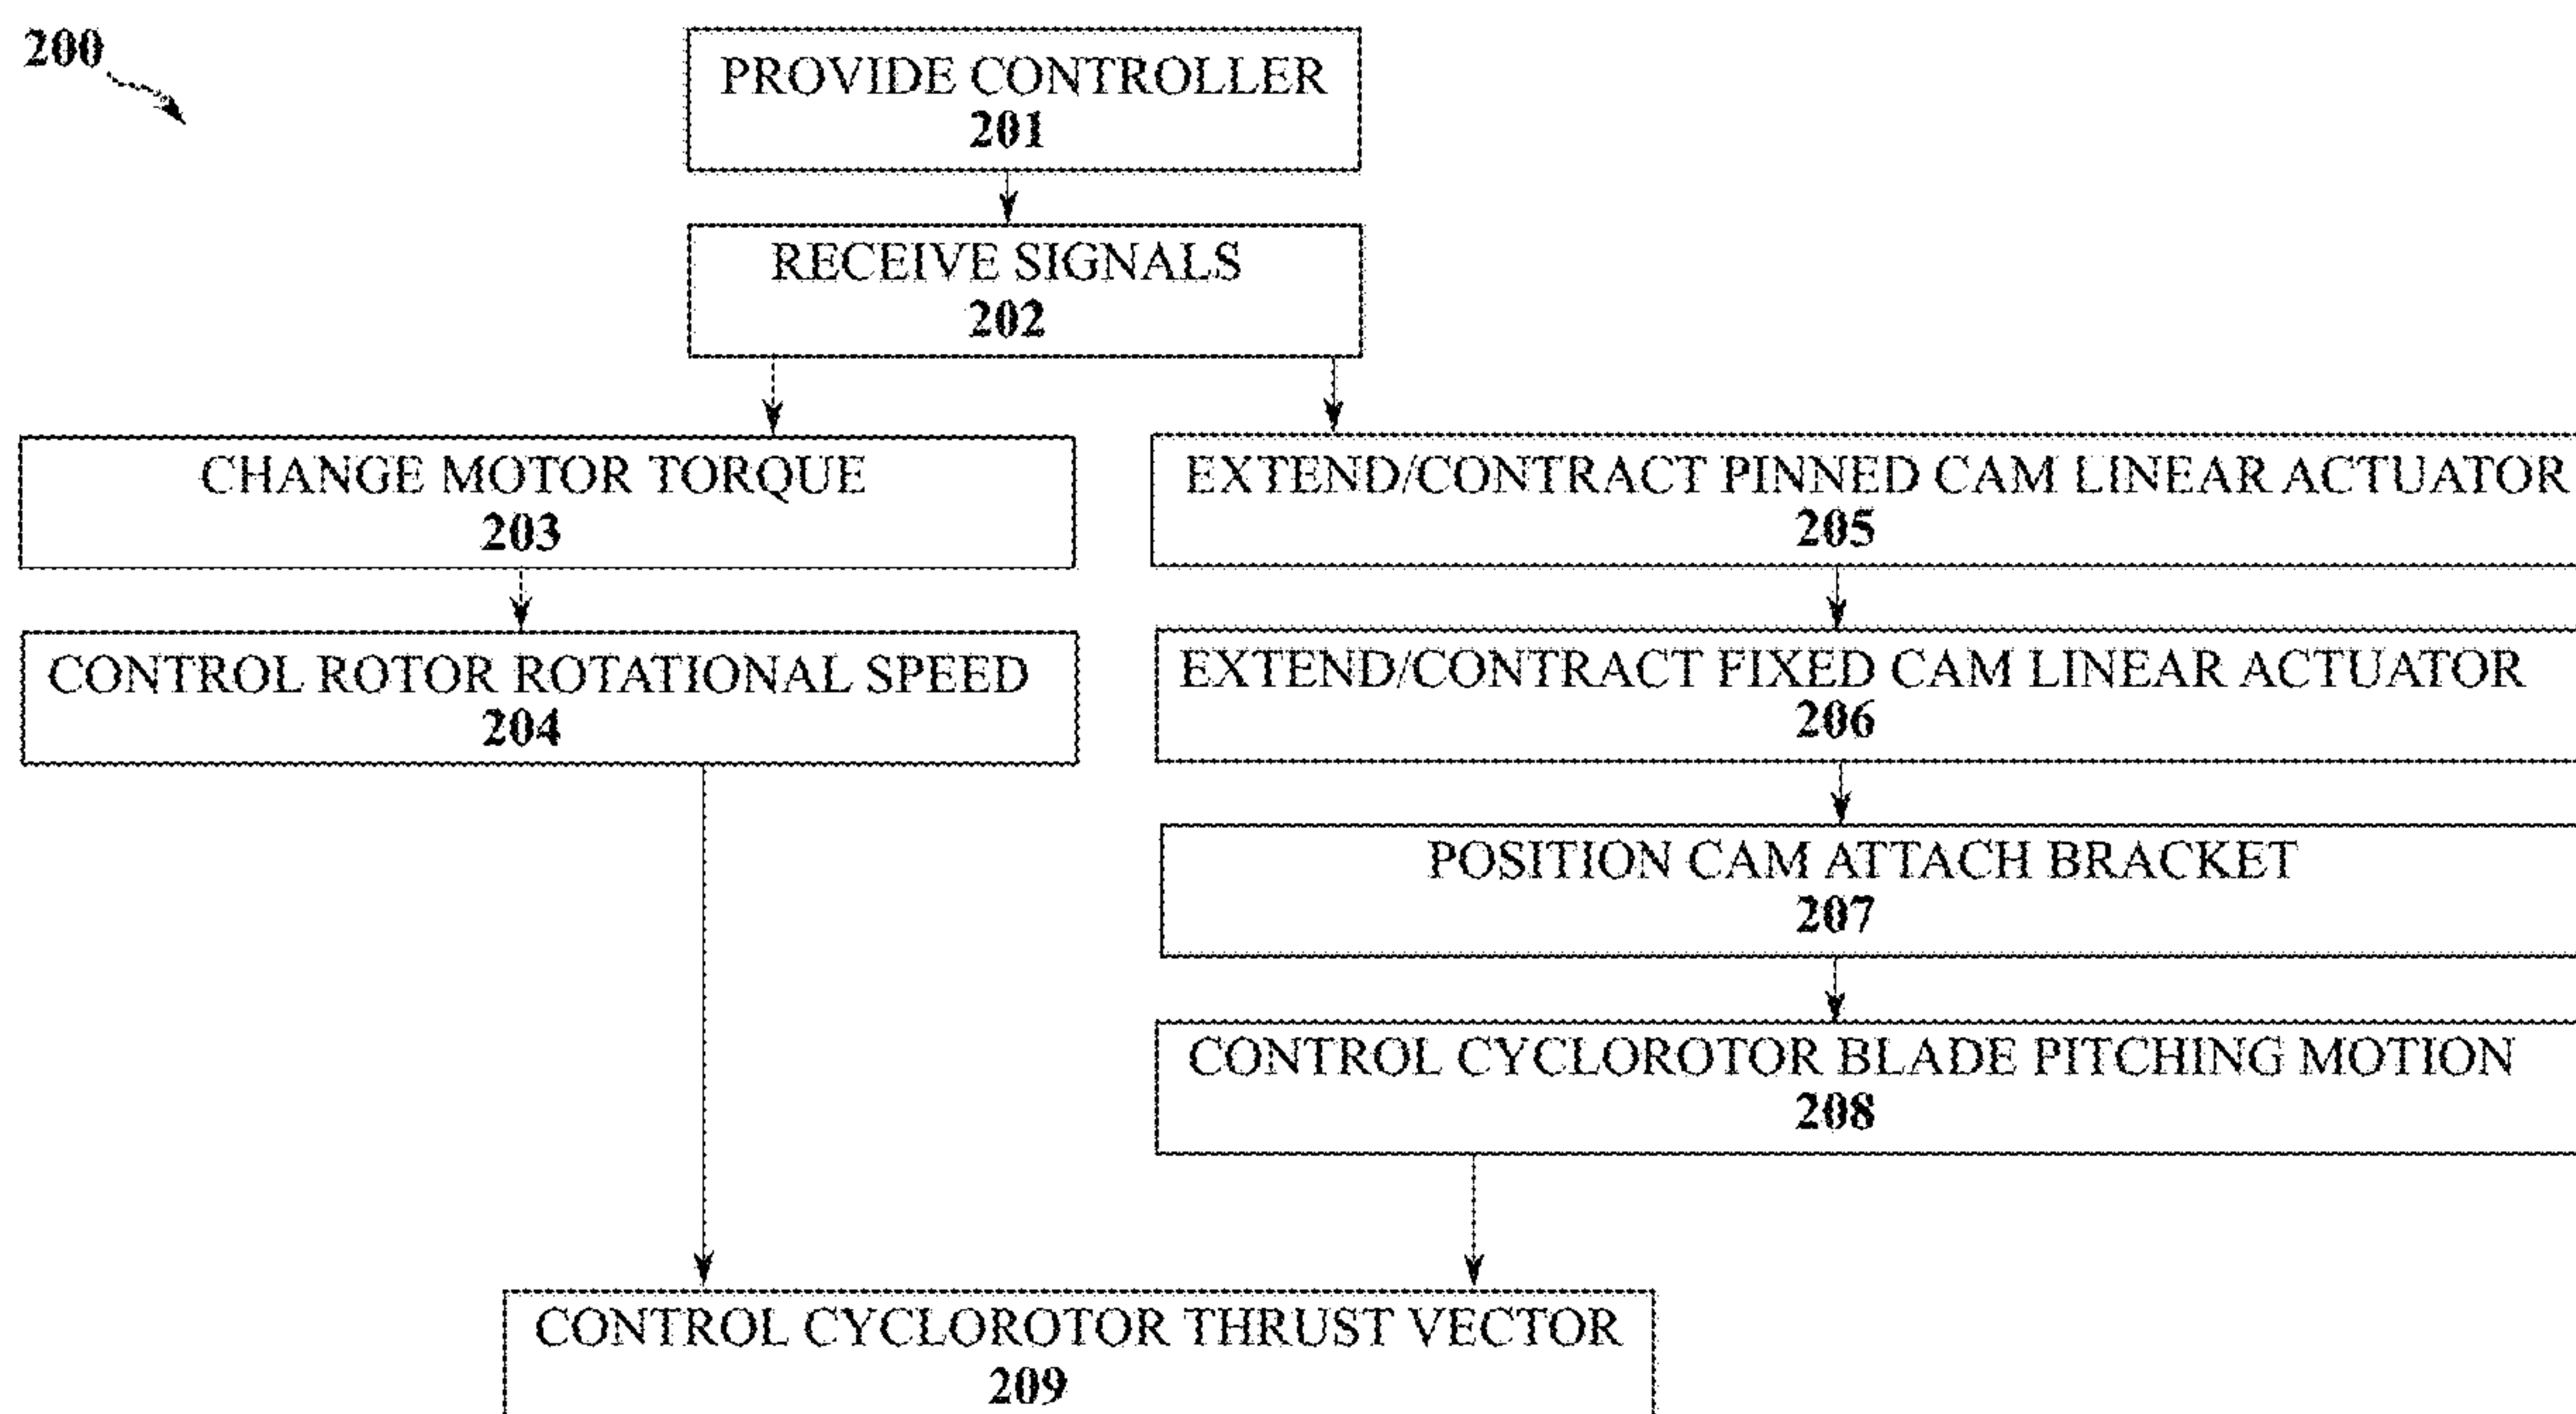 200
PROVIDE CONTROLLER
201
RECEIVE SIGNALS
202
CHANGE MOTOR TORQUE
203
EXTEND/CONTRACT PINNED CAM LINEAR ACTUATOR
205
CONTROL ROTOR ROTATIONAL SPEED
204
EXTEND/CONTRACT FIXED CAM LINEAR ACTUATOR
206
POSITION CAM ATTACH BRACKET
207
CONTROL CYCLOROTOR BLADE PITCHING MOTION
208
CONTROL CYCLOROTOR THRUST VECTOR
209